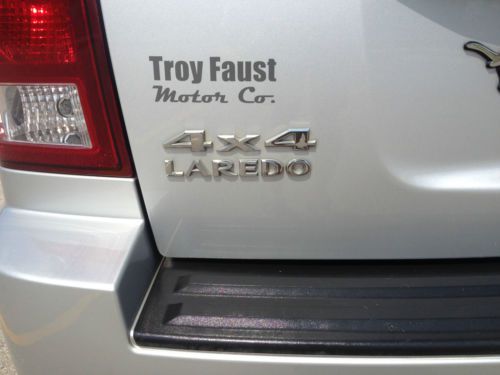 Troy Faust
Motor Co.
4x4
LAREDO